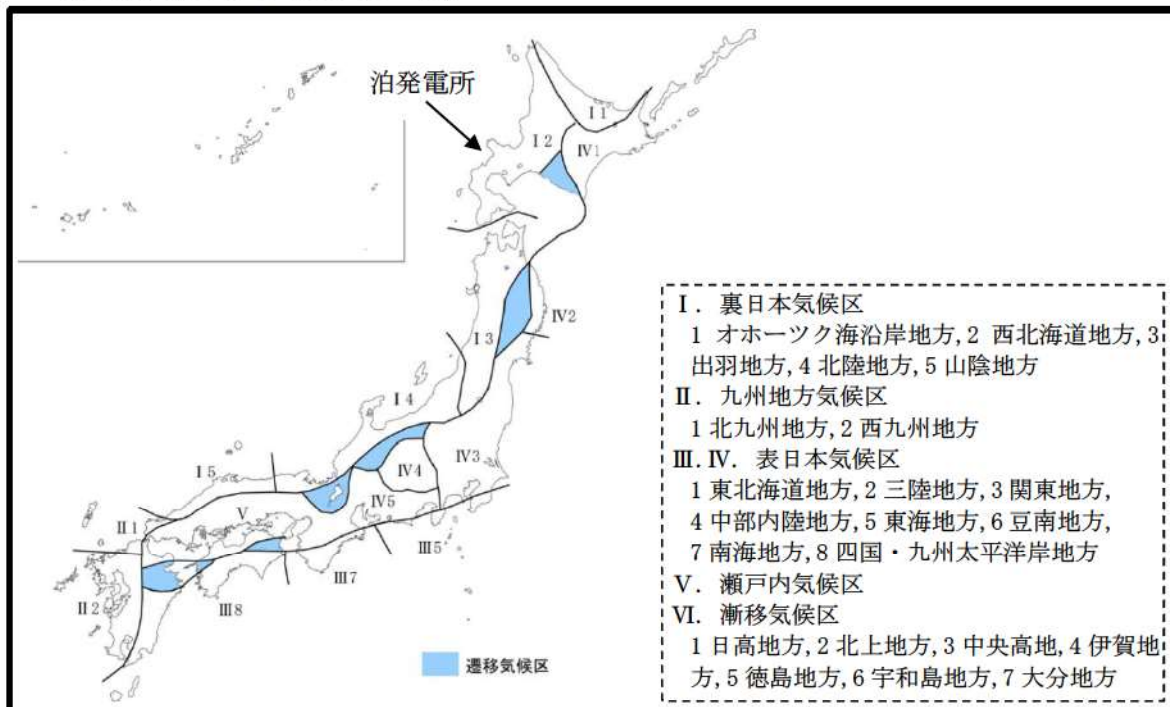 泊発電所
Ⅰ1
Ⅰ2
Ⅳ1
Ⅳ2
Ⅰ3
Ⅰ4
Ⅳ3
Ⅳ4
Ⅰ5
Ⅳ5
Ⅴ
Ⅱ1
Ⅲ5
Ⅲ7
Ⅱ2
Ⅲ8
遷移気候区
Ⅰ. 裏日本気候区
1 オホーツク海沿岸地方,2 西北海道地方,3
出羽地方,4 北陸地方,5 山陰地方
Ⅱ. 九州地方気候区
1 北九州地方,2 西九州地方
Ⅲ.Ⅳ. 表日本気候区
1 東北海道地方,2 三陸地方,3 関東地方,
4 中部内陸地方,5 東海地方,6 豆南地方,
7 南海地方,8 四国・九州太平洋岸地方
Ⅴ. 瀬戸内気候区
Ⅵ. 漸移気候区
1 日高地方,2 北上地方,3 中央高地,4 伊賀地
方,5 徳島地方,6 宇和島地方,7 大分地方